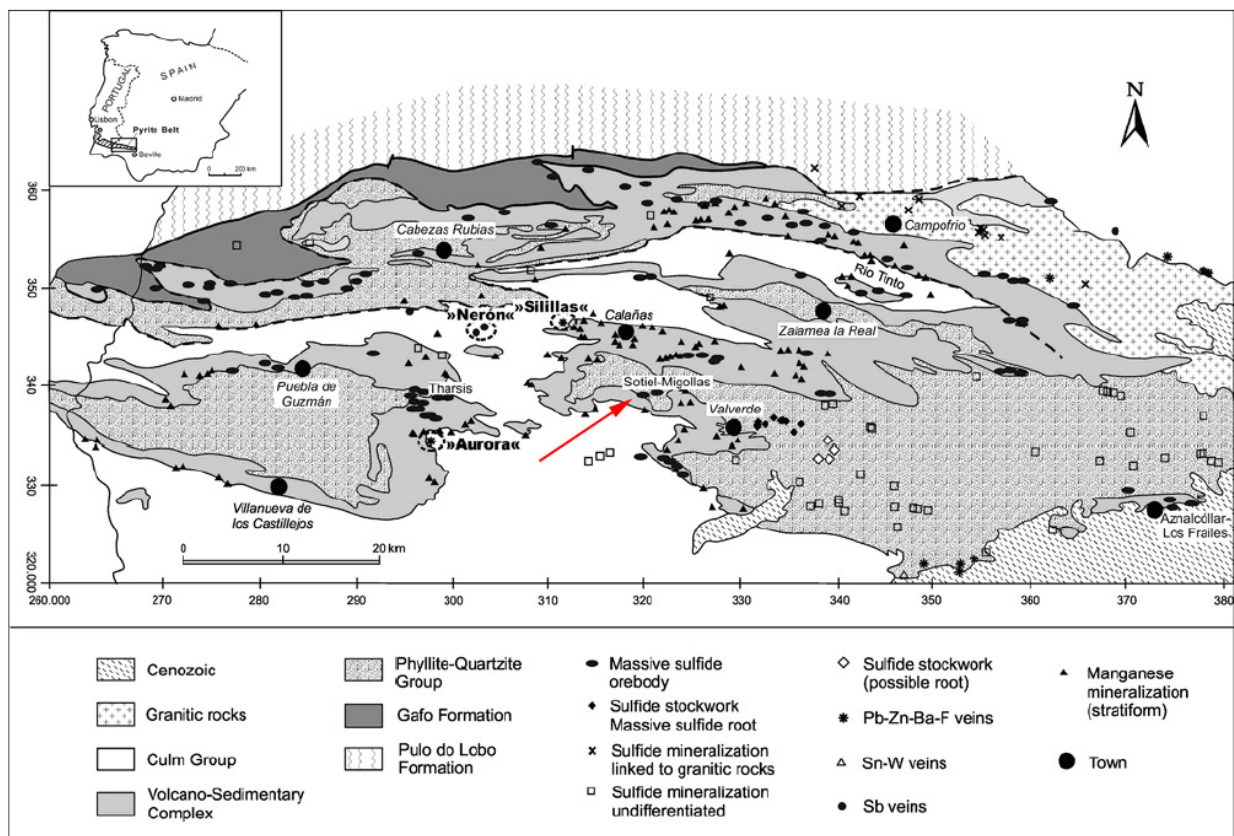 PORTUGAL
SPAIN
Madrid
Lisbon
Pyrite Belt
Seville
0 200 km
N
360
350
340
330
320.000
260.000 270 280 290 300 310 320 330 340 350 360 370 380
Cabezas Rubias
Campofrio
Rio Tinto
»Silillas«
»Nerón«
Calañas
Zalamea la Real
Puebla de
Guzmán
Tharsis
Sotiel-Migollas
Valverde
»Aurora«
Villanueva de
los Castillejos
Aznalcóllar-
Los Frailes
0 10 20 km
Cenozoic
Granitic rocks
Culm Group
Volcano-Sedimentary
Complex
Phyllite-Quartzite
Group
Gafo Formation
Pulo do Lobo
Formation
Massive sulfide
orebody
Sulfide stockwork
Massive sulfide root
Sulfide mineralization
linked to granitic rocks
Sulfide mineralization
undifferentiated
Sulfide stockwork
(possible root)
Pb-Zn-Ba-F veins
Sn-W veins
Sb veins
Manganese
mineralization
(stratiform)
Town